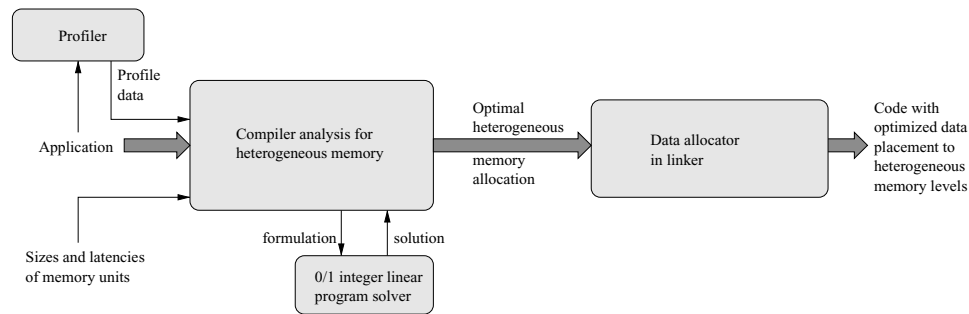 Profiler
Profile
data
Application
Compiler analysis for
heterogeneous memory
Optimal
heterogeneous
memory
allocation
Data allocator
in linker
Code with
optimized data
placement to
heterogeneous
memory levels
Sizes and latencies
of memory units
formulation
solution
0/1 integer linear
program solver